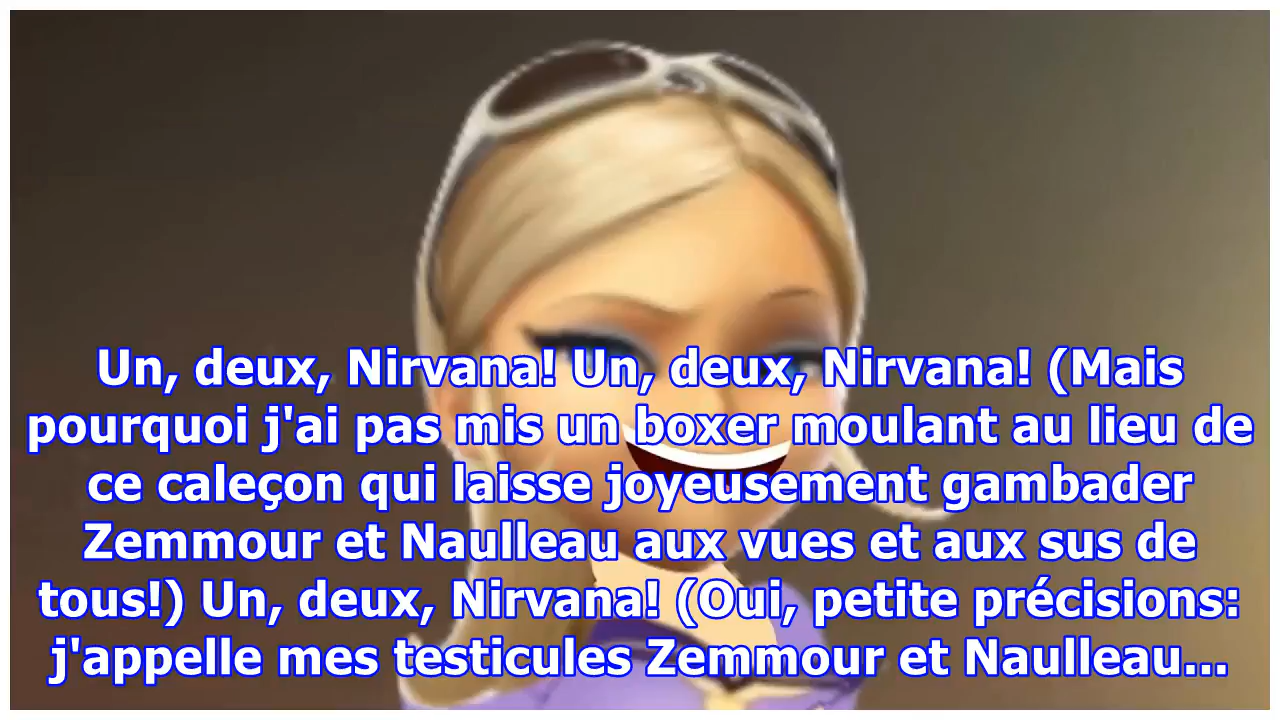 Un, deux, Nirvana! Un, deux, Nirvana! (Mais
pourquoi j'ai pas mis un boxer moulant au lieu de
ce caleçon qui laisse joyeusement gambader
Zemmour et Naulleau aux vues et aux sus de
tous!) Un, deux, Nirvana! (Oui, petite précisions:
j'appelle mes testicules Zemmour et Naulleau...